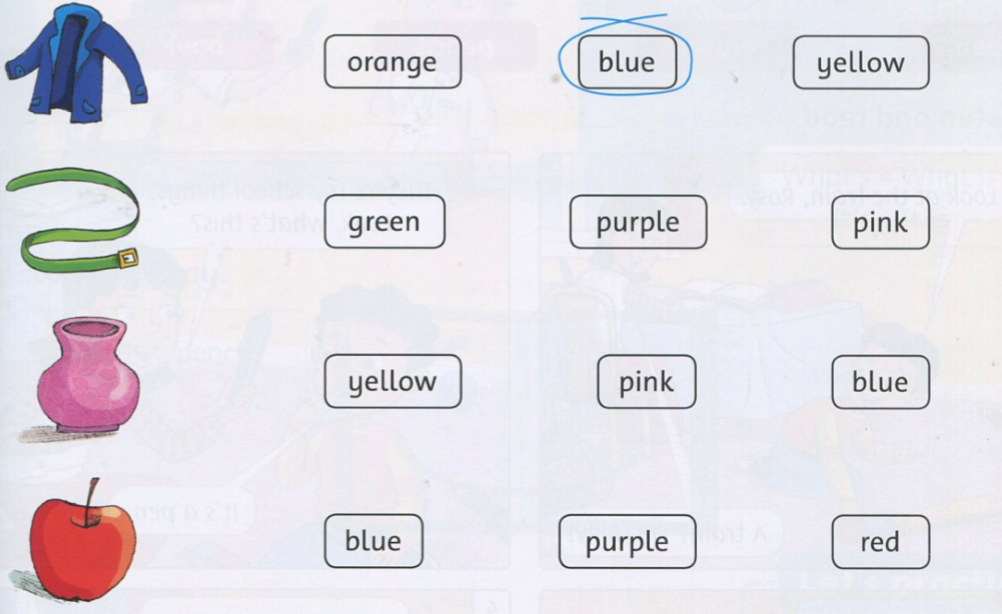 orange blue yellow
green purple pink
yellow pink blue
blue purple red